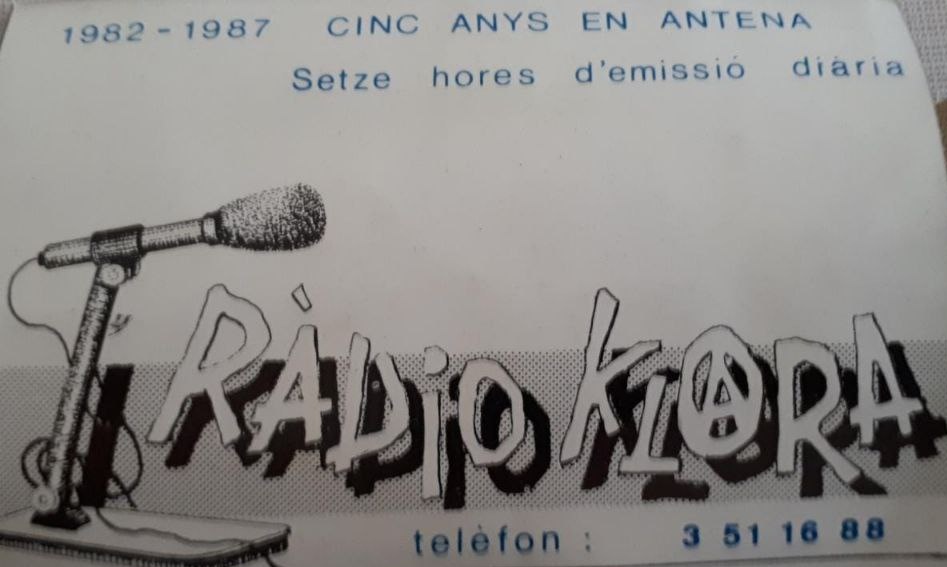 1982 - 1987 CINC ANYS EN ANTENA
Setze hores d'emissió diària
RÀDIO KLARA
telèfon : 3 51 16 88